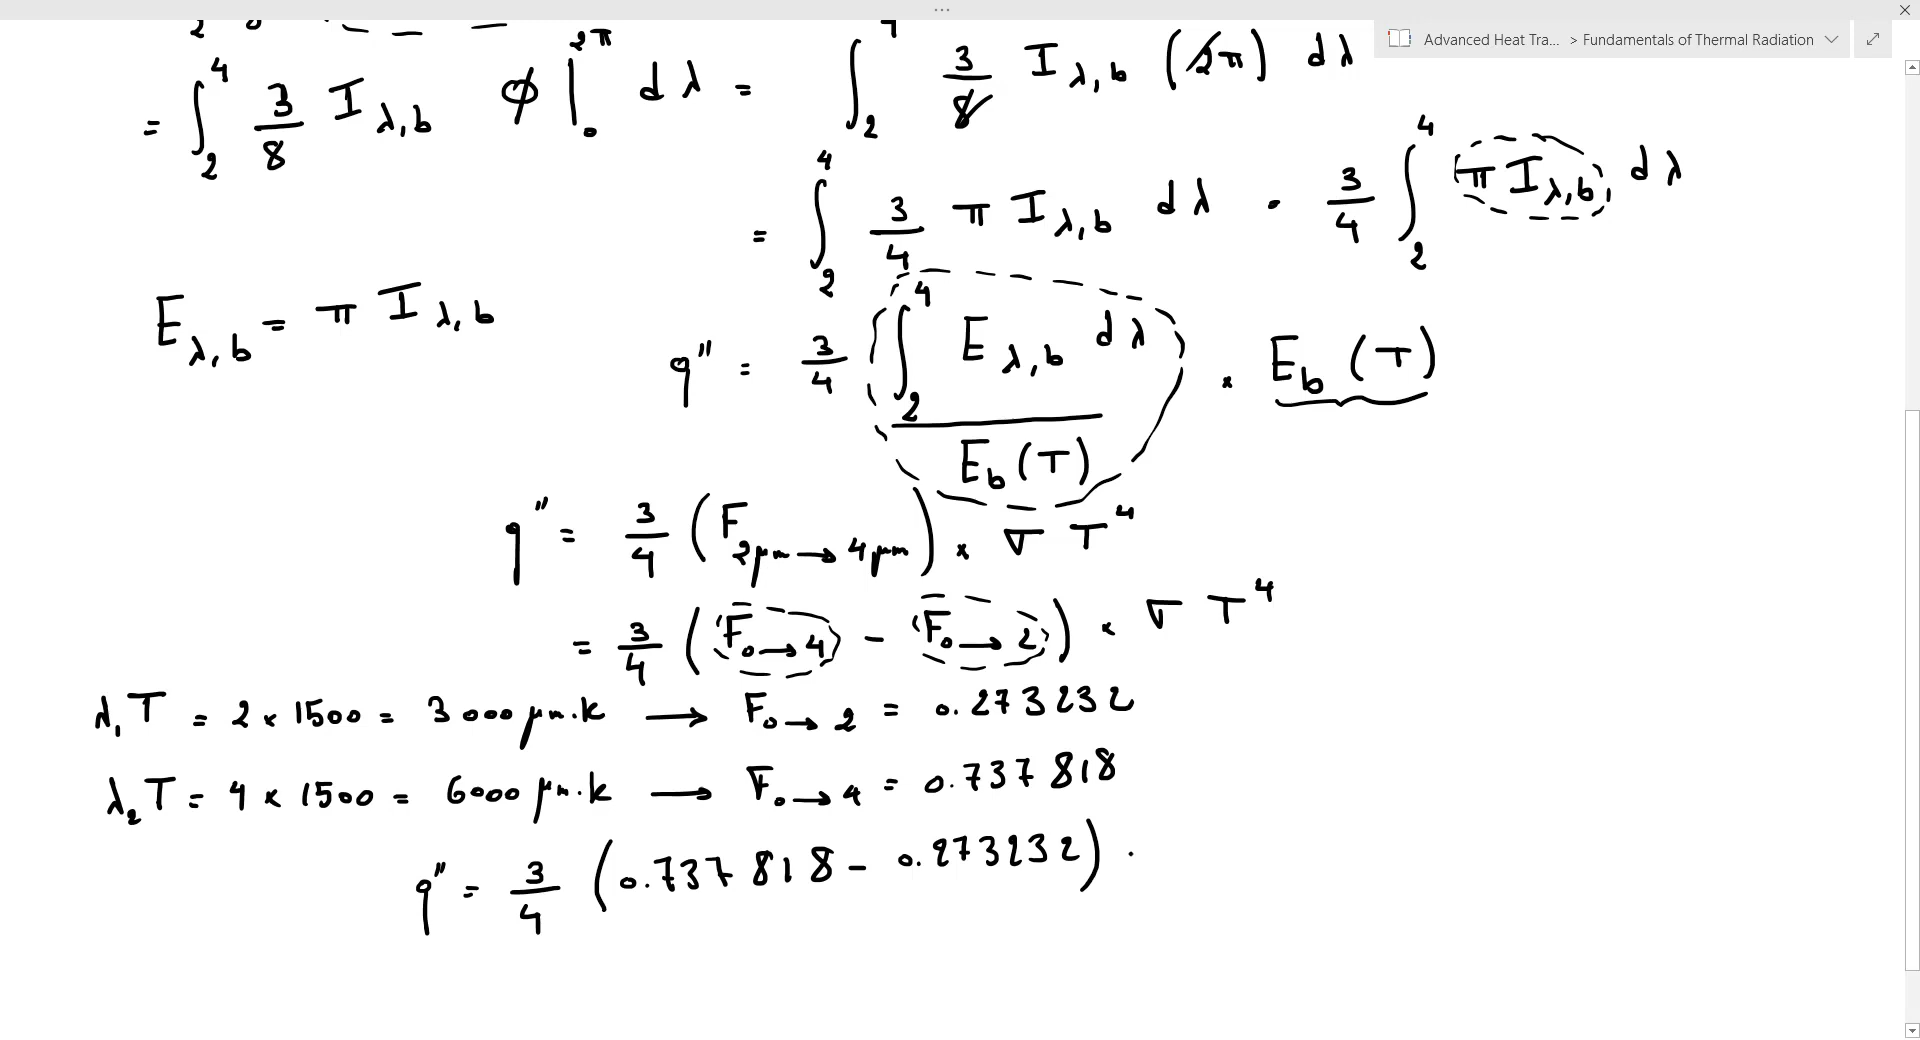 Advanced Heat Tra... > Fundamentals of Thermal Radiation
= ∫₂⁴ 3/8 I_λ,b ϕ|₀^2π dλ = ∫₂⁴ 3/8 I_λ,b (2π) dλ
= ∫₂⁴ 3/4 π I_λ,b dλ = 3/4 ∫₂⁴ π I_λ,b dλ
E_λ,b = π I_λ,b
q" = 3/4 ∫₂⁴ E_λ,b dλ / E_b (T) × E_b (T)
q" = 3/4 (F_2μm→4μm) × σ T⁴
= 3/4 (F_0→4 − F_0→2) × σ T⁴
λ₁T = 2 × 1500 = 3000 μm.k → F_0→2 = 0.273232
λ₂T = 4 × 1500 = 6000 μm.k → F_0→4 = 0.737818
q" = 3/4 (0.737818 − 0.273232) .